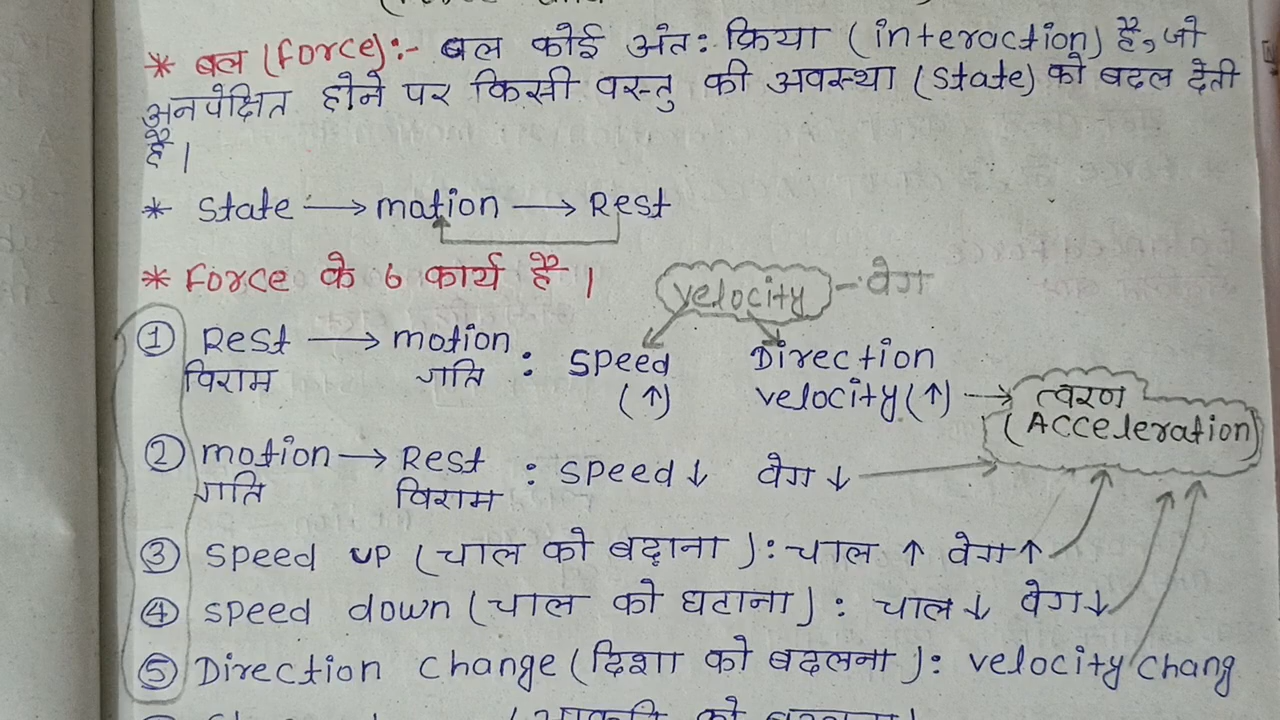 * बल (Force):- बल कोई अंतः क्रिया (interaction) है, जो
अनपेक्षित होने पर किसी वस्तु की अवस्था (State) को बदल देती
है।
* State → motion → Rest
* Force के 6 कार्य है।
velocity - वेग
① Rest → motion : Speed Direction
विराम गति (↑) velocity (↑) → त्वरण
(Acceleration)
② motion → Rest : speed ↓ वेग ↓
गति विराम
③ speed up (चाल को बढ़ाना): चाल ↑ वेग ↑
④ speed down (चाल को घटाना): चाल ↓ वेग ↓
⑤ Direction change (दिशा को बदलना): velocity chang